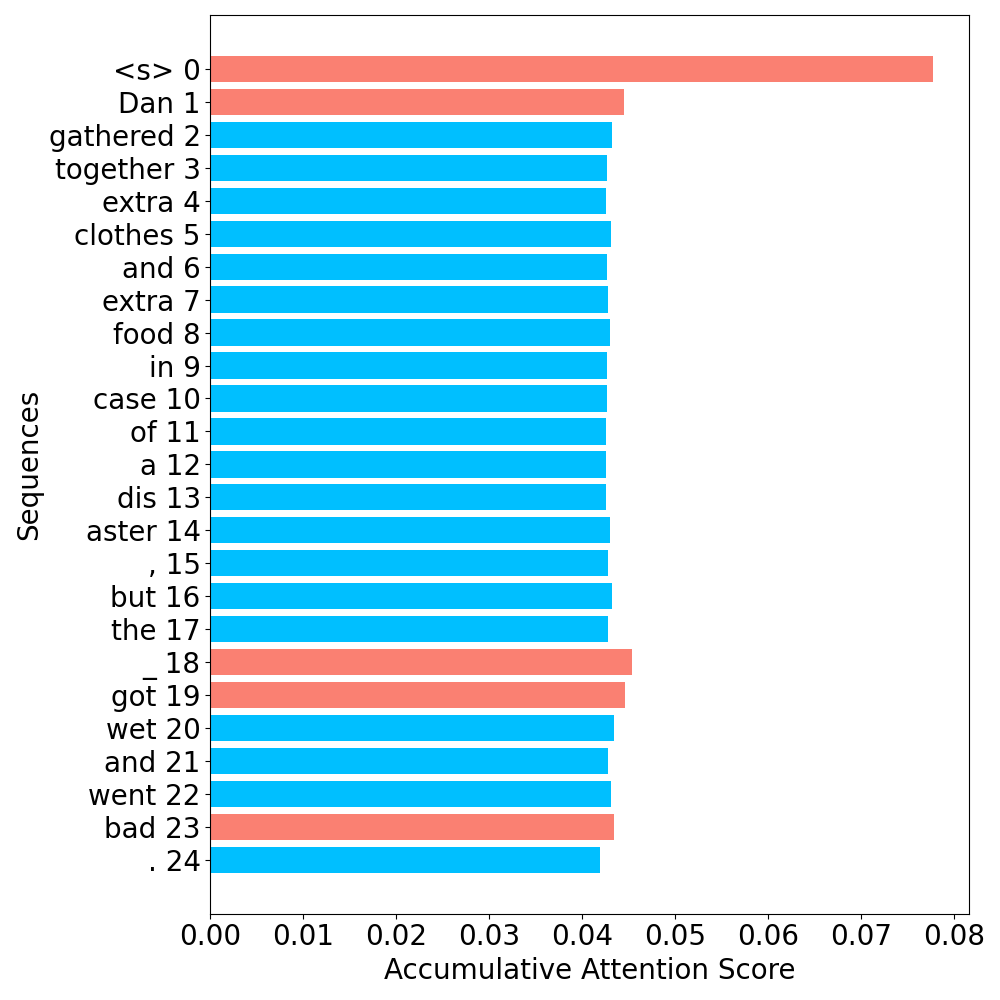 <s> 0
Dan 1
gathered 2
together 3
extra 4
clothes 5
and 6
extra 7
food 8
in 9
case 10
of 11
a 12
dis 13
aster 14
, 15
but 16
the 17
_ 18
got 19
wet 20
and 21
went 22
bad 23
. 24
Sequences
0.00 0.01 0.02 0.03 0.04 0.05 0.06 0.07 0.08
Accumulative Attention Score